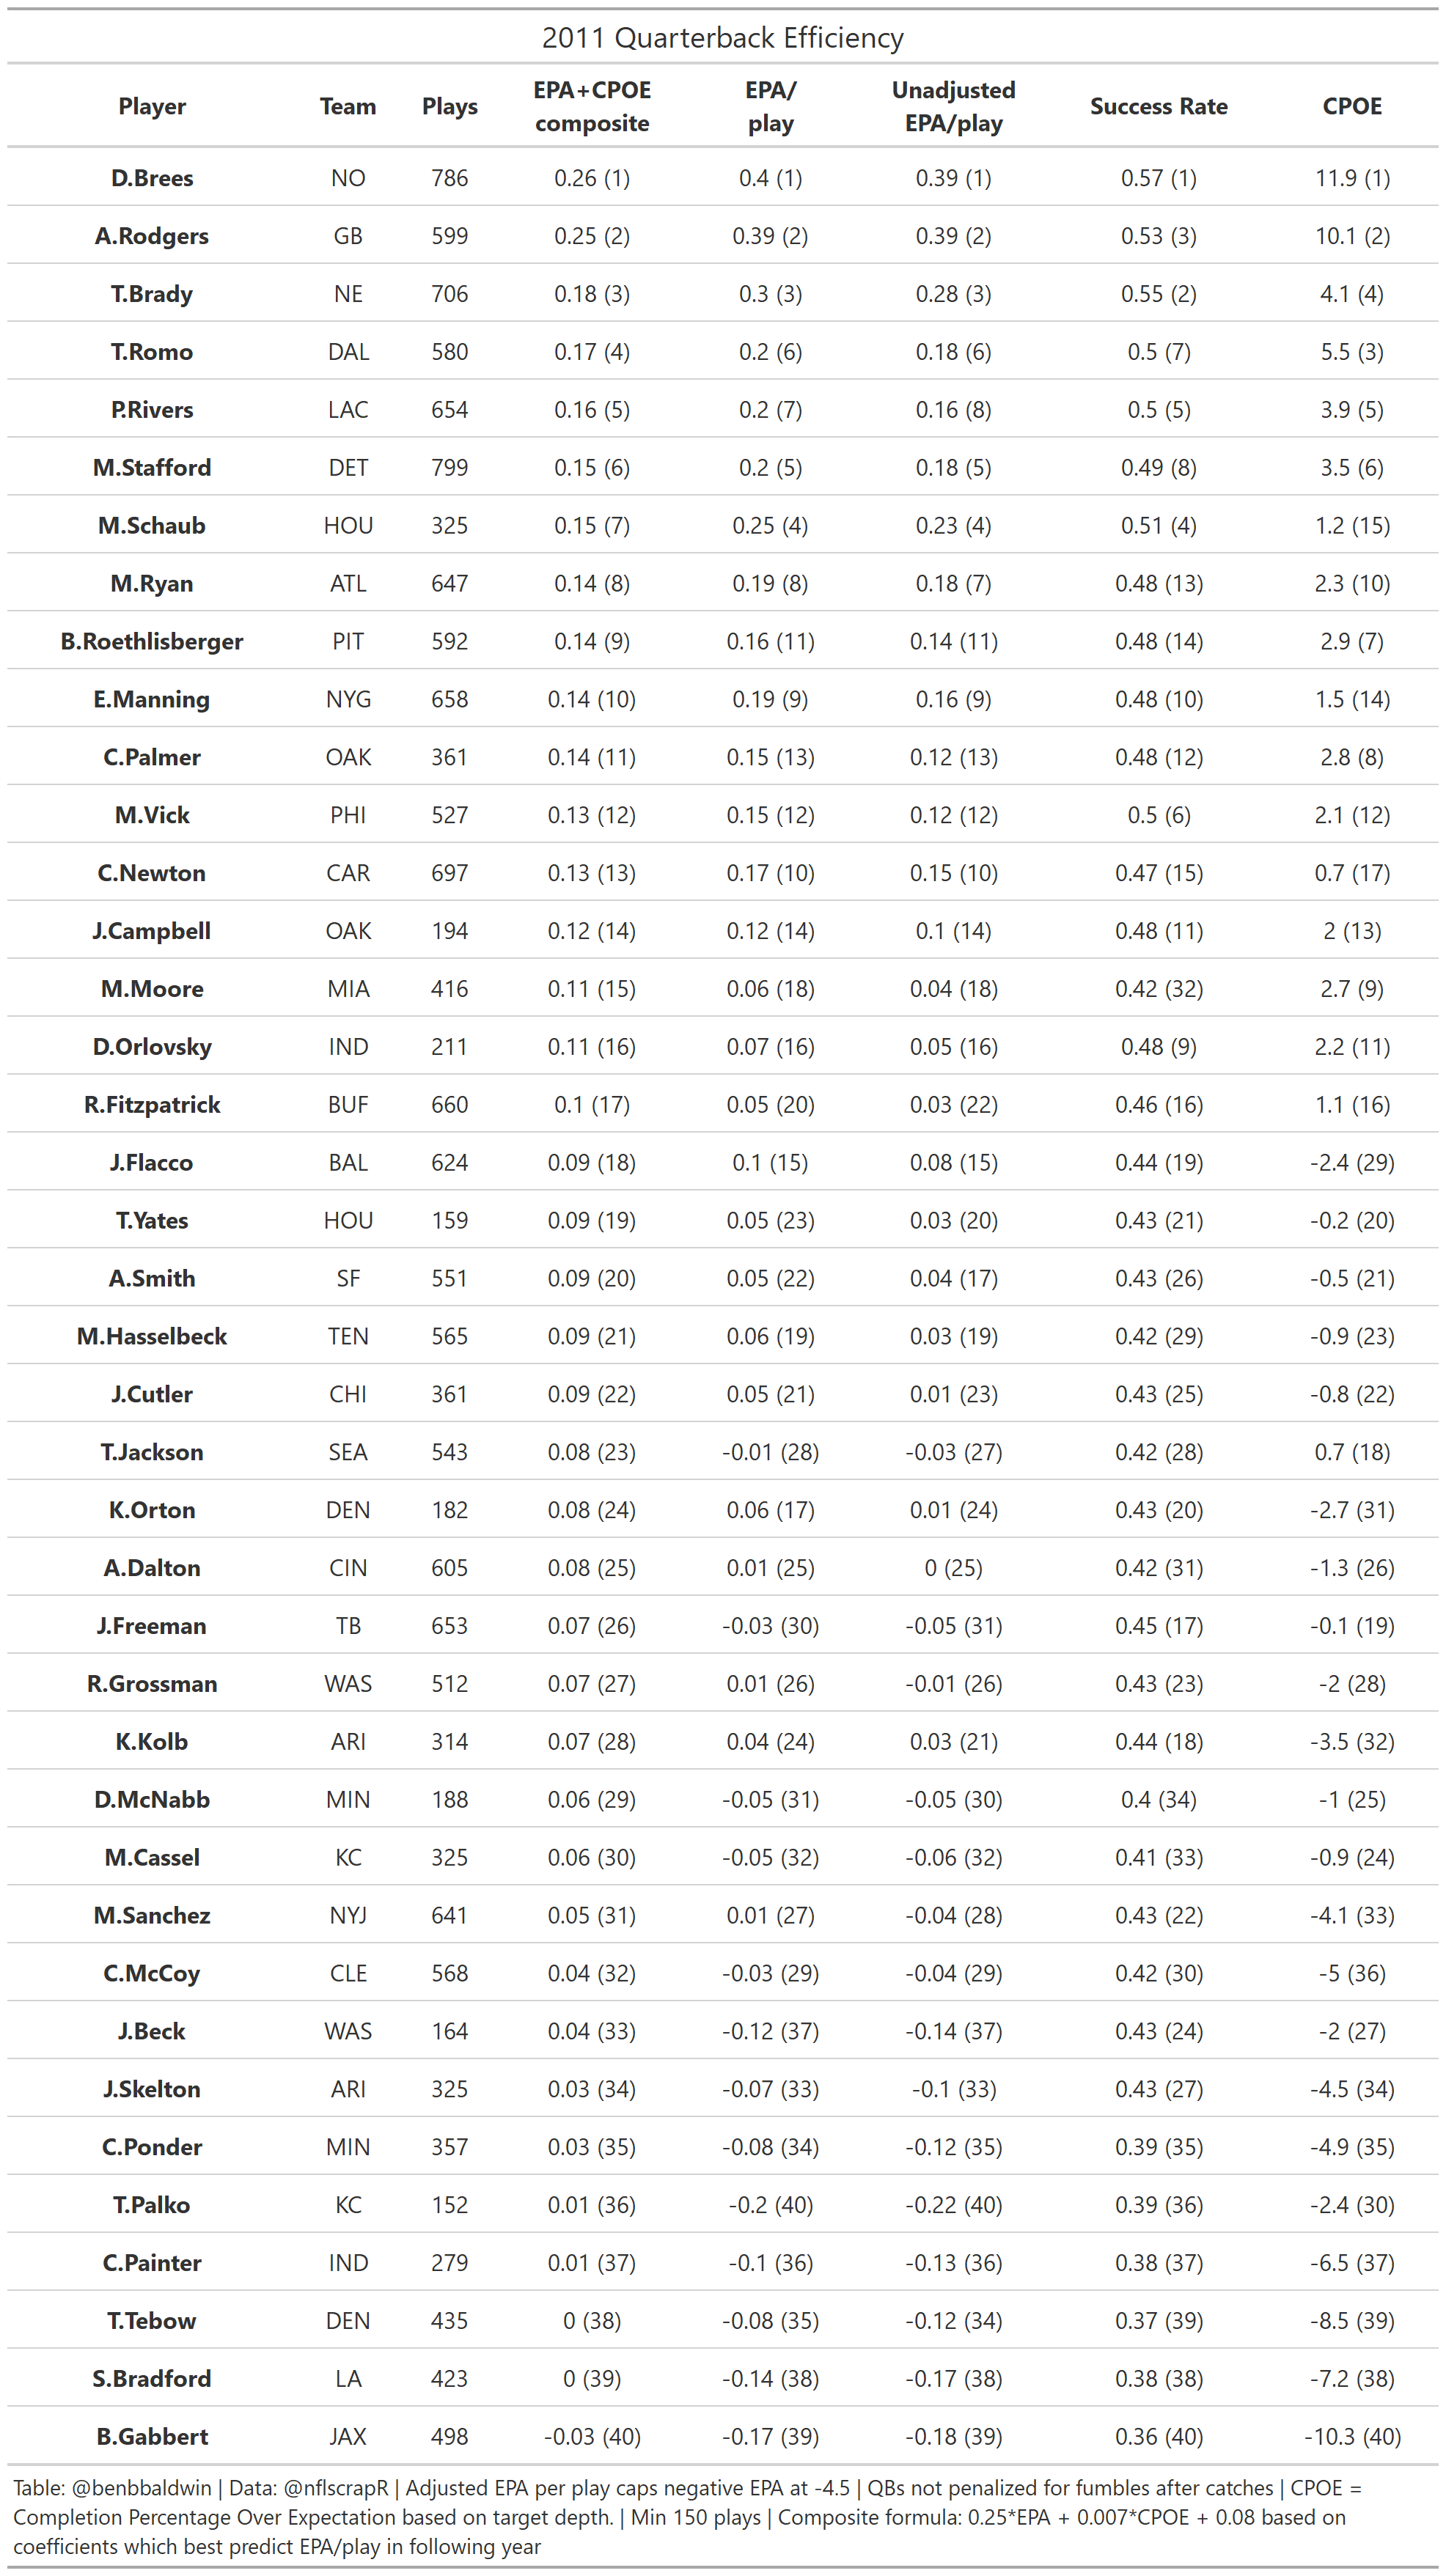 2011 Quarterback Efficiency
Player Team Plays EPA+CPOE composite EPA/ play Unadjusted EPA/play Success Rate CPOE
D.Brees NO 786 0.26 (1) 0.4 (1) 0.39 (1) 0.57 (1) 11.9 (1)
A.Rodgers GB 599 0.25 (2) 0.39 (2) 0.39 (2) 0.53 (3) 10.1 (2)
T.Brady NE 706 0.18 (3) 0.3 (3) 0.28 (3) 0.55 (2) 4.1 (4)
T.Romo DAL 580 0.17 (4) 0.2 (6) 0.18 (6) 0.5 (7) 5.5 (3)
P.Rivers LAC 654 0.16 (5) 0.2 (7) 0.16 (8) 0.5 (5) 3.9 (5)
M.Stafford DET 799 0.15 (6) 0.2 (5) 0.18 (5) 0.49 (8) 3.5 (6)
M.Schaub HOU 325 0.15 (7) 0.25 (4) 0.23 (4) 0.51 (4) 1.2 (15)
M.Ryan ATL 647 0.14 (8) 0.19 (8) 0.18 (7) 0.48 (13) 2.3 (10)
B.Roethlisberger PIT 592 0.14 (9) 0.16 (11) 0.14 (11) 0.48 (14) 2.9 (7)
E.Manning NYG 658 0.14 (10) 0.19 (9) 0.16 (9) 0.48 (10) 1.5 (14)
C.Palmer OAK 361 0.14 (11) 0.15 (13) 0.12 (13) 0.48 (12) 2.8 (8)
M.Vick PHI 527 0.13 (12) 0.15 (12) 0.12 (12) 0.5 (6) 2.1 (12)
C.Newton CAR 697 0.13 (13) 0.17 (10) 0.15 (10) 0.47 (15) 0.7 (17)
J.Campbell OAK 194 0.12 (14) 0.12 (14) 0.1 (14) 0.48 (11) 2 (13)
M.Moore MIA 416 0.11 (15) 0.06 (18) 0.04 (18) 0.42 (32) 2.7 (9)
D.Orlovsky IND 211 0.11 (16) 0.07 (16) 0.05 (16) 0.48 (9) 2.2 (11)
R.Fitzpatrick BUF 660 0.1 (17) 0.05 (20) 0.03 (22) 0.46 (16) 1.1 (16)
J.Flacco BAL 624 0.09 (18) 0.1 (15) 0.08 (15) 0.44 (19) -2.4 (29)
T.Yates HOU 159 0.09 (19) 0.05 (23) 0.03 (20) 0.43 (21) -0.2 (20)
A.Smith SF 551 0.09 (20) 0.05 (22) 0.04 (17) 0.43 (26) -0.5 (21)
M.Hasselbeck TEN 565 0.09 (21) 0.06 (19) 0.03 (19) 0.42 (29) -0.9 (23)
J.Cutler CHI 361 0.09 (22) 0.05 (21) 0.01 (23) 0.43 (25) -0.8 (22)
T.Jackson SEA 543 0.08 (23) -0.01 (28) -0.03 (27) 0.42 (28) 0.7 (18)
K.Orton DEN 182 0.08 (24) 0.06 (17) 0.01 (24) 0.43 (20) -2.7 (31)
A.Dalton CIN 605 0.08 (25) 0.01 (25) 0 (25) 0.42 (31) -1.3 (26)
J.Freeman TB 653 0.07 (26) -0.03 (30) -0.05 (31) 0.45 (17) -0.1 (19)
R.Grossman WAS 512 0.07 (27) 0.01 (26) -0.01 (26) 0.43 (23) -2 (28)
K.Kolb ARI 314 0.07 (28) 0.04 (24) 0.03 (21) 0.44 (18) -3.5 (32)
D.McNabb MIN 188 0.06 (29) -0.05 (31) -0.05 (30) 0.4 (34) -1 (25)
M.Cassel KC 325 0.06 (30) -0.05 (32) -0.06 (32) 0.41 (33) -0.9 (24)
M.Sanchez NYJ 641 0.05 (31) 0.01 (27) -0.04 (28) 0.43 (22) -4.1 (33)
C.McCoy CLE 568 0.04 (32) -0.03 (29) -0.04 (29) 0.42 (30) -5 (36)
J.Beck WAS 164 0.04 (33) -0.12 (37) -0.14 (37) 0.43 (24) -2 (27)
J.Skelton ARI 325 0.03 (34) -0.07 (33) -0.1 (33) 0.43 (27) -4.5 (34)
C.Ponder MIN 357 0.03 (35) -0.08 (34) -0.12 (35) 0.39 (35) -4.9 (35)
T.Palko KC 152 0.01 (36) -0.2 (40) -0.22 (40) 0.39 (36) -2.4 (30)
C.Painter IND 279 0.01 (37) -0.1 (36) -0.13 (36) 0.38 (37) -6.5 (37)
T.Tebow DEN 435 0 (38) -0.08 (35) -0.12 (34) 0.37 (39) -8.5 (39)
S.Bradford LA 423 0 (39) -0.14 (38) -0.17 (38) 0.38 (38) -7.2 (38)
B.Gabbert JAX 498 -0.03 (40) -0.17 (39) -0.18 (39) 0.36 (40) -10.3 (40)
Table: @benbbaldwin | Data: @nflscrapR | Adjusted EPA per play caps negative EPA at -4.5 | QBs not penalized for fumbles after catches | CPOE =
Completion Percentage Over Expectation based on target depth. | Min 150 plays | Composite formula: 0.25*EPA + 0.007*CPOE + 0.08 based on
coefficients which best predict EPA/play in following year